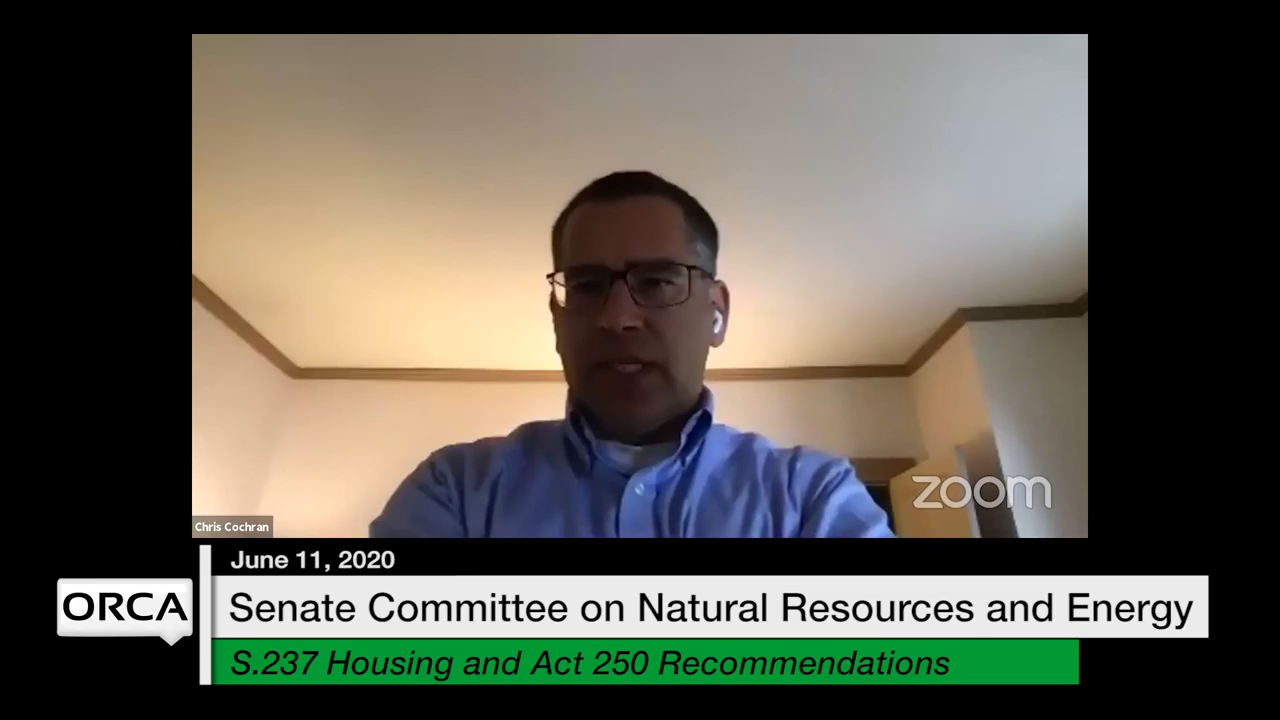 zoom
Chris Cochran
June 11, 2020
ORCA
Senate Committee on Natural Resources and Energy
S.237 Housing and Act 250 Recommendations